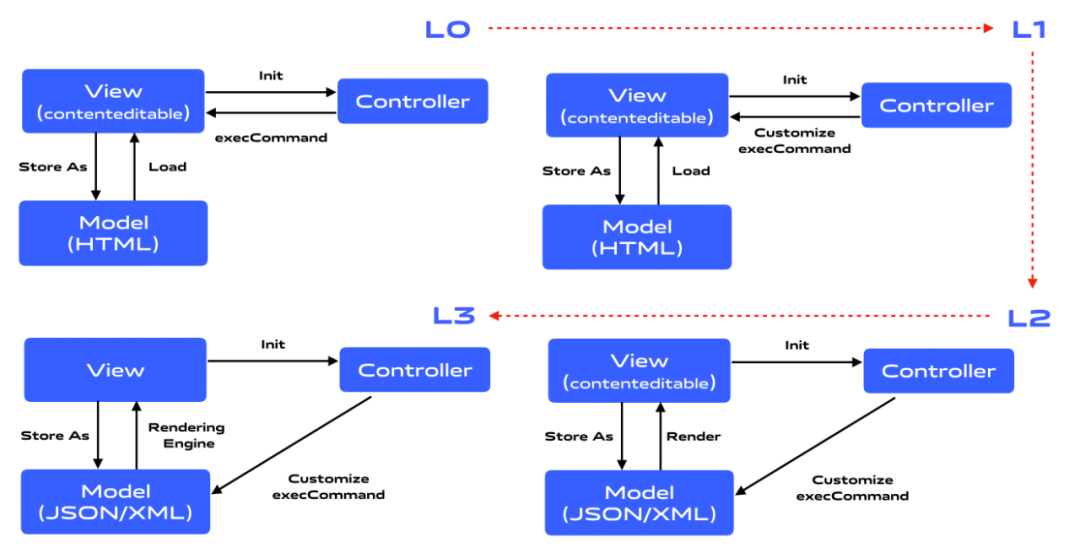 L0
L1
View
(contenteditable)
Init
Controller
execCommand
Store As
Load
Model
(HTML)
View
(contenteditable)
Init
Controller
Customize
execCommand
Store As
Load
Model
(HTML)
L3
L2
View
Init
Controller
Store As
Rendering
Engine
Customize
execCommand
Model
(JSON/XML)
View
(contenteditable)
Init
Controller
Store As
Render
Customize
execCommand
Model
(JSON/XML)